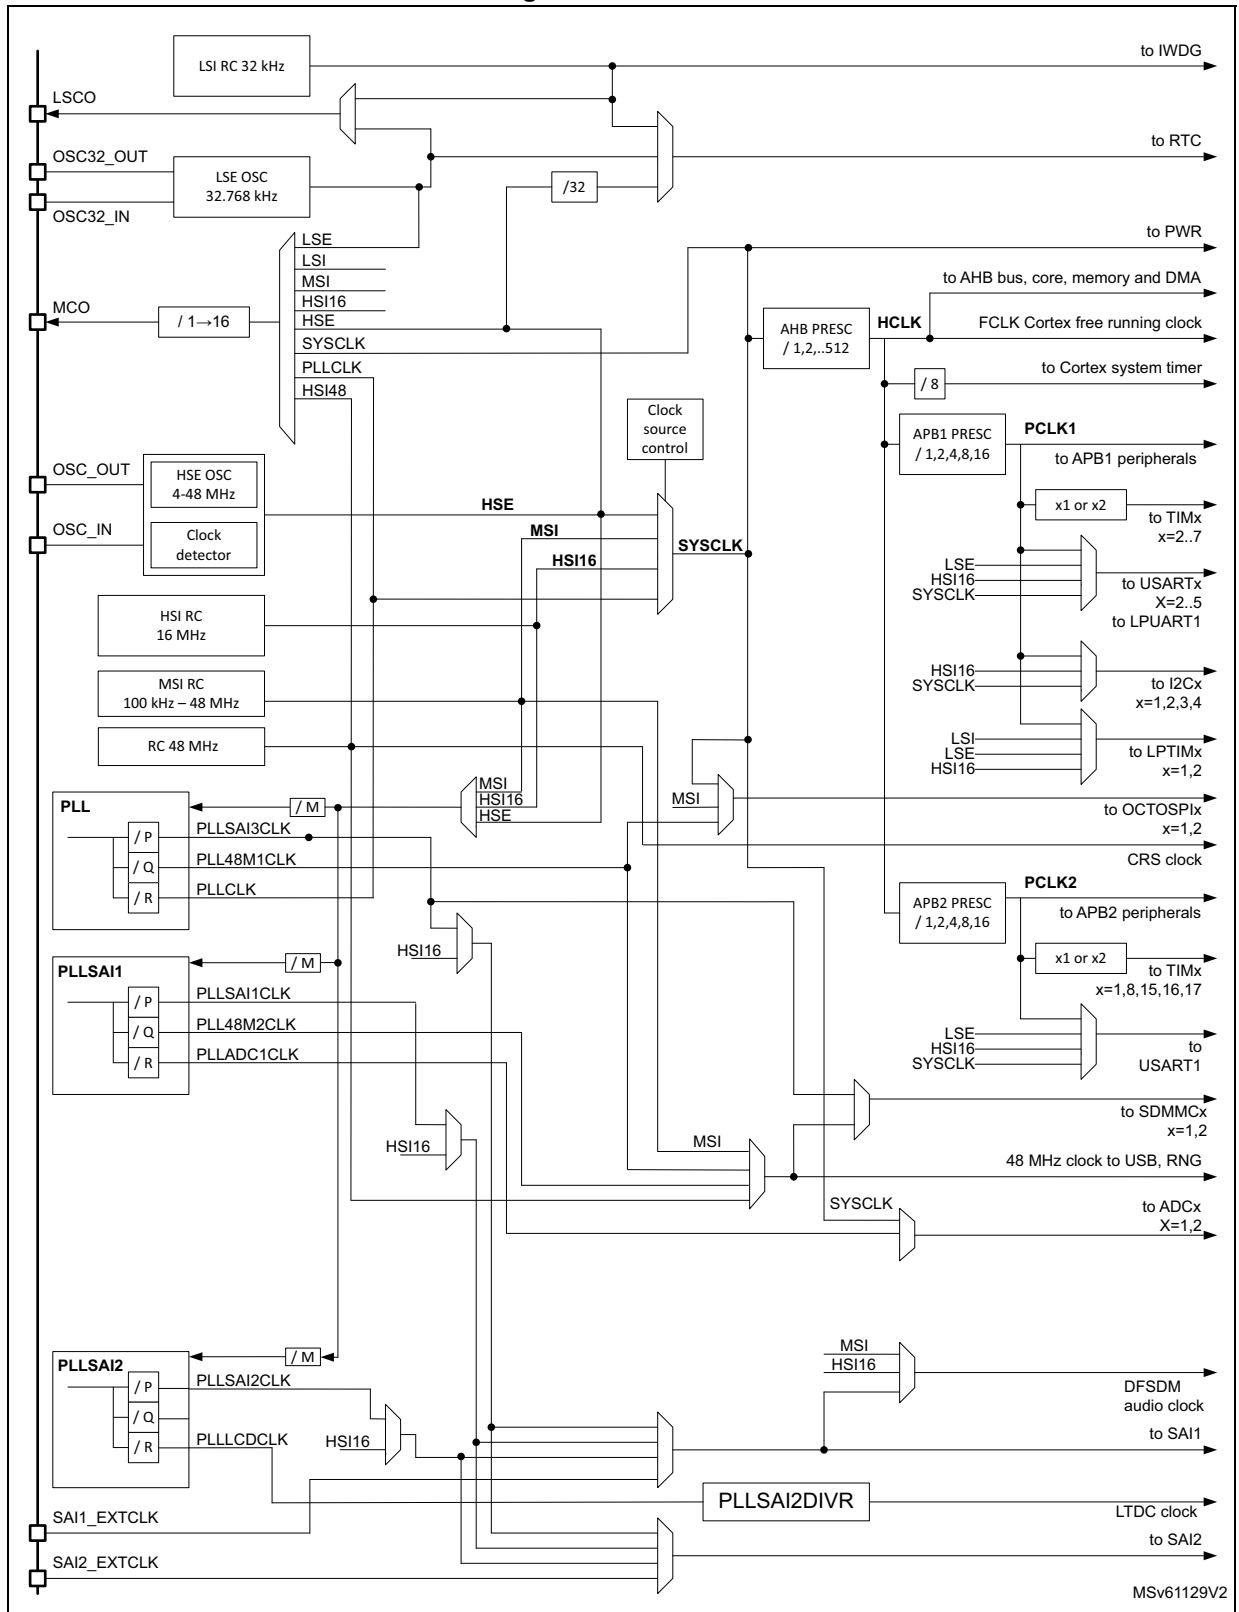 to IWDG
LSI RC 32 kHz
LSCO
to RTC
OSC32_OUT
LSE OSC
32.768 kHz
/32
OSC32_IN
to PWR
LSE
LSI
MSI
HSI16
HSE
SYSCLK
PLLCLK
HSI48
MCO
/ 1→16
to AHB bus, core, memory and DMA
AHB PRESC
/ 1,2,..512
HCLK
FCLK Cortex free running clock
to Cortex system timer
/ 8
Clock
source
control
APB1 PRESC
/ 1,2,4,8,16
PCLK1
to APB1 peripherals
OSC_OUT
HSE OSC
4-48 MHz
OSC_IN
Clock
detector
HSE
MSI
HSI16
SYSCLK
x1 or x2
to TIMx
x=2..7
LSE
HSI16
SYSCLK
to USARTx
X=2..5
to LPUART1
HSI RC
16 MHz
MSI RC
100 kHz – 48 MHz
RC 48 MHz
HSI16
SYSCLK
to I2Cx
x=1,2,3,4
LSI
LSE
HSI16
to LPTIMx
x=1,2
MSI
HSI16
HSE
MSI
to OCTOSPIx
x=1,2
CRS clock
PLL
/ M
/ P
PLLSAI3CLK
/ Q
PLL48M1CLK
/ R
PLLCLK
APB2 PRESC
/ 1,2,4,8,16
PCLK2
to APB2 peripherals
HSI16
x1 or x2
to TIMx
x=1,8,15,16,17
PLLSAI1
/ M
/ P
PLLSAI1CLK
/ Q
PLL48M2CLK
/ R
PLLADC1CLK
LSE
HSI16
SYSCLK
to
USART1
to SDMMCx
x=1,2
HSI16
MSI
48 MHz clock to USB, RNG
SYSCLK
to ADCx
X=1,2
PLLSAI2
/ M
/ P
PLLSAI2CLK
/ Q
/ R
PLLLCDCLK
HSI16
MSI
HSI16
DFSDM
audio clock
to SAI1
PLLSAI2DIVR
LTDC clock
SAI1_EXTCLK
to SAI2
SAI2_EXTCLK
MSv61129V2